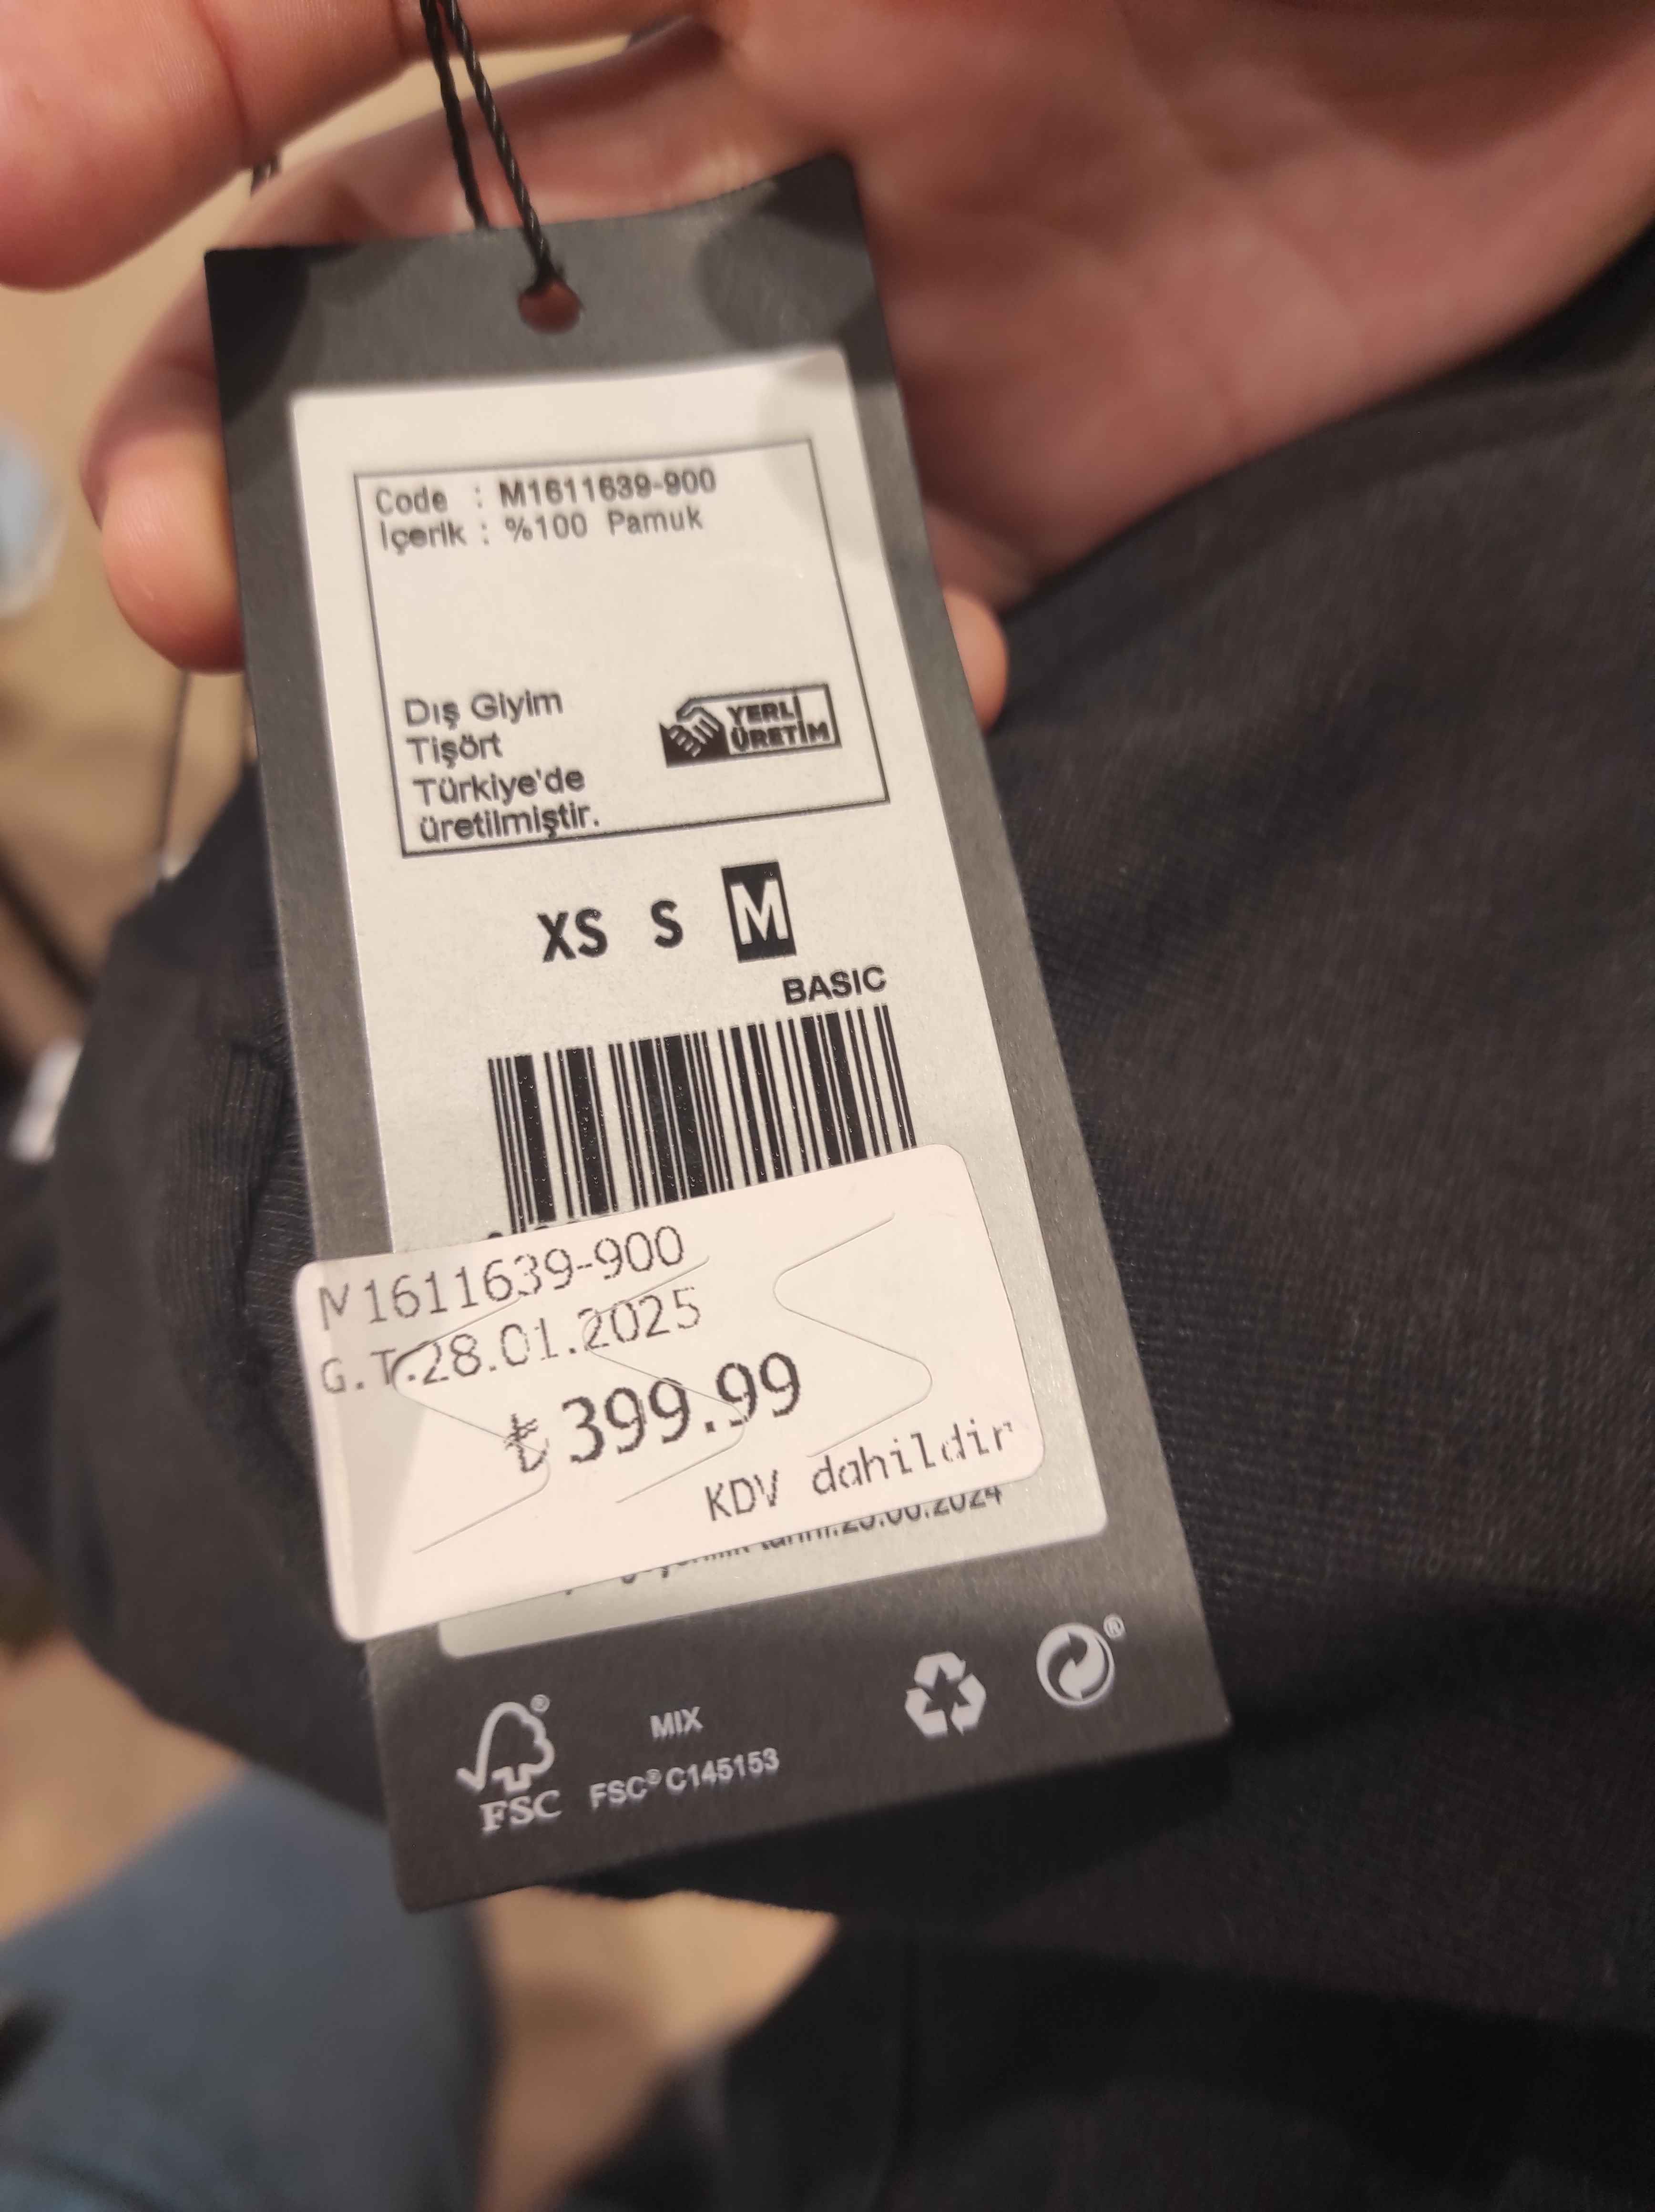 Code : M1611639-900
İçerik : %100 Pamuk
Dış Giyim
Tişört
Türkiye'de
üretilmiştir.
YERLİ
ÜRETİM
XS S M
BASIC
M1611639-900
G.T.28.01.2025
₺ 399.99
KDV dahildir
FSC
MIX
FSC® C145153